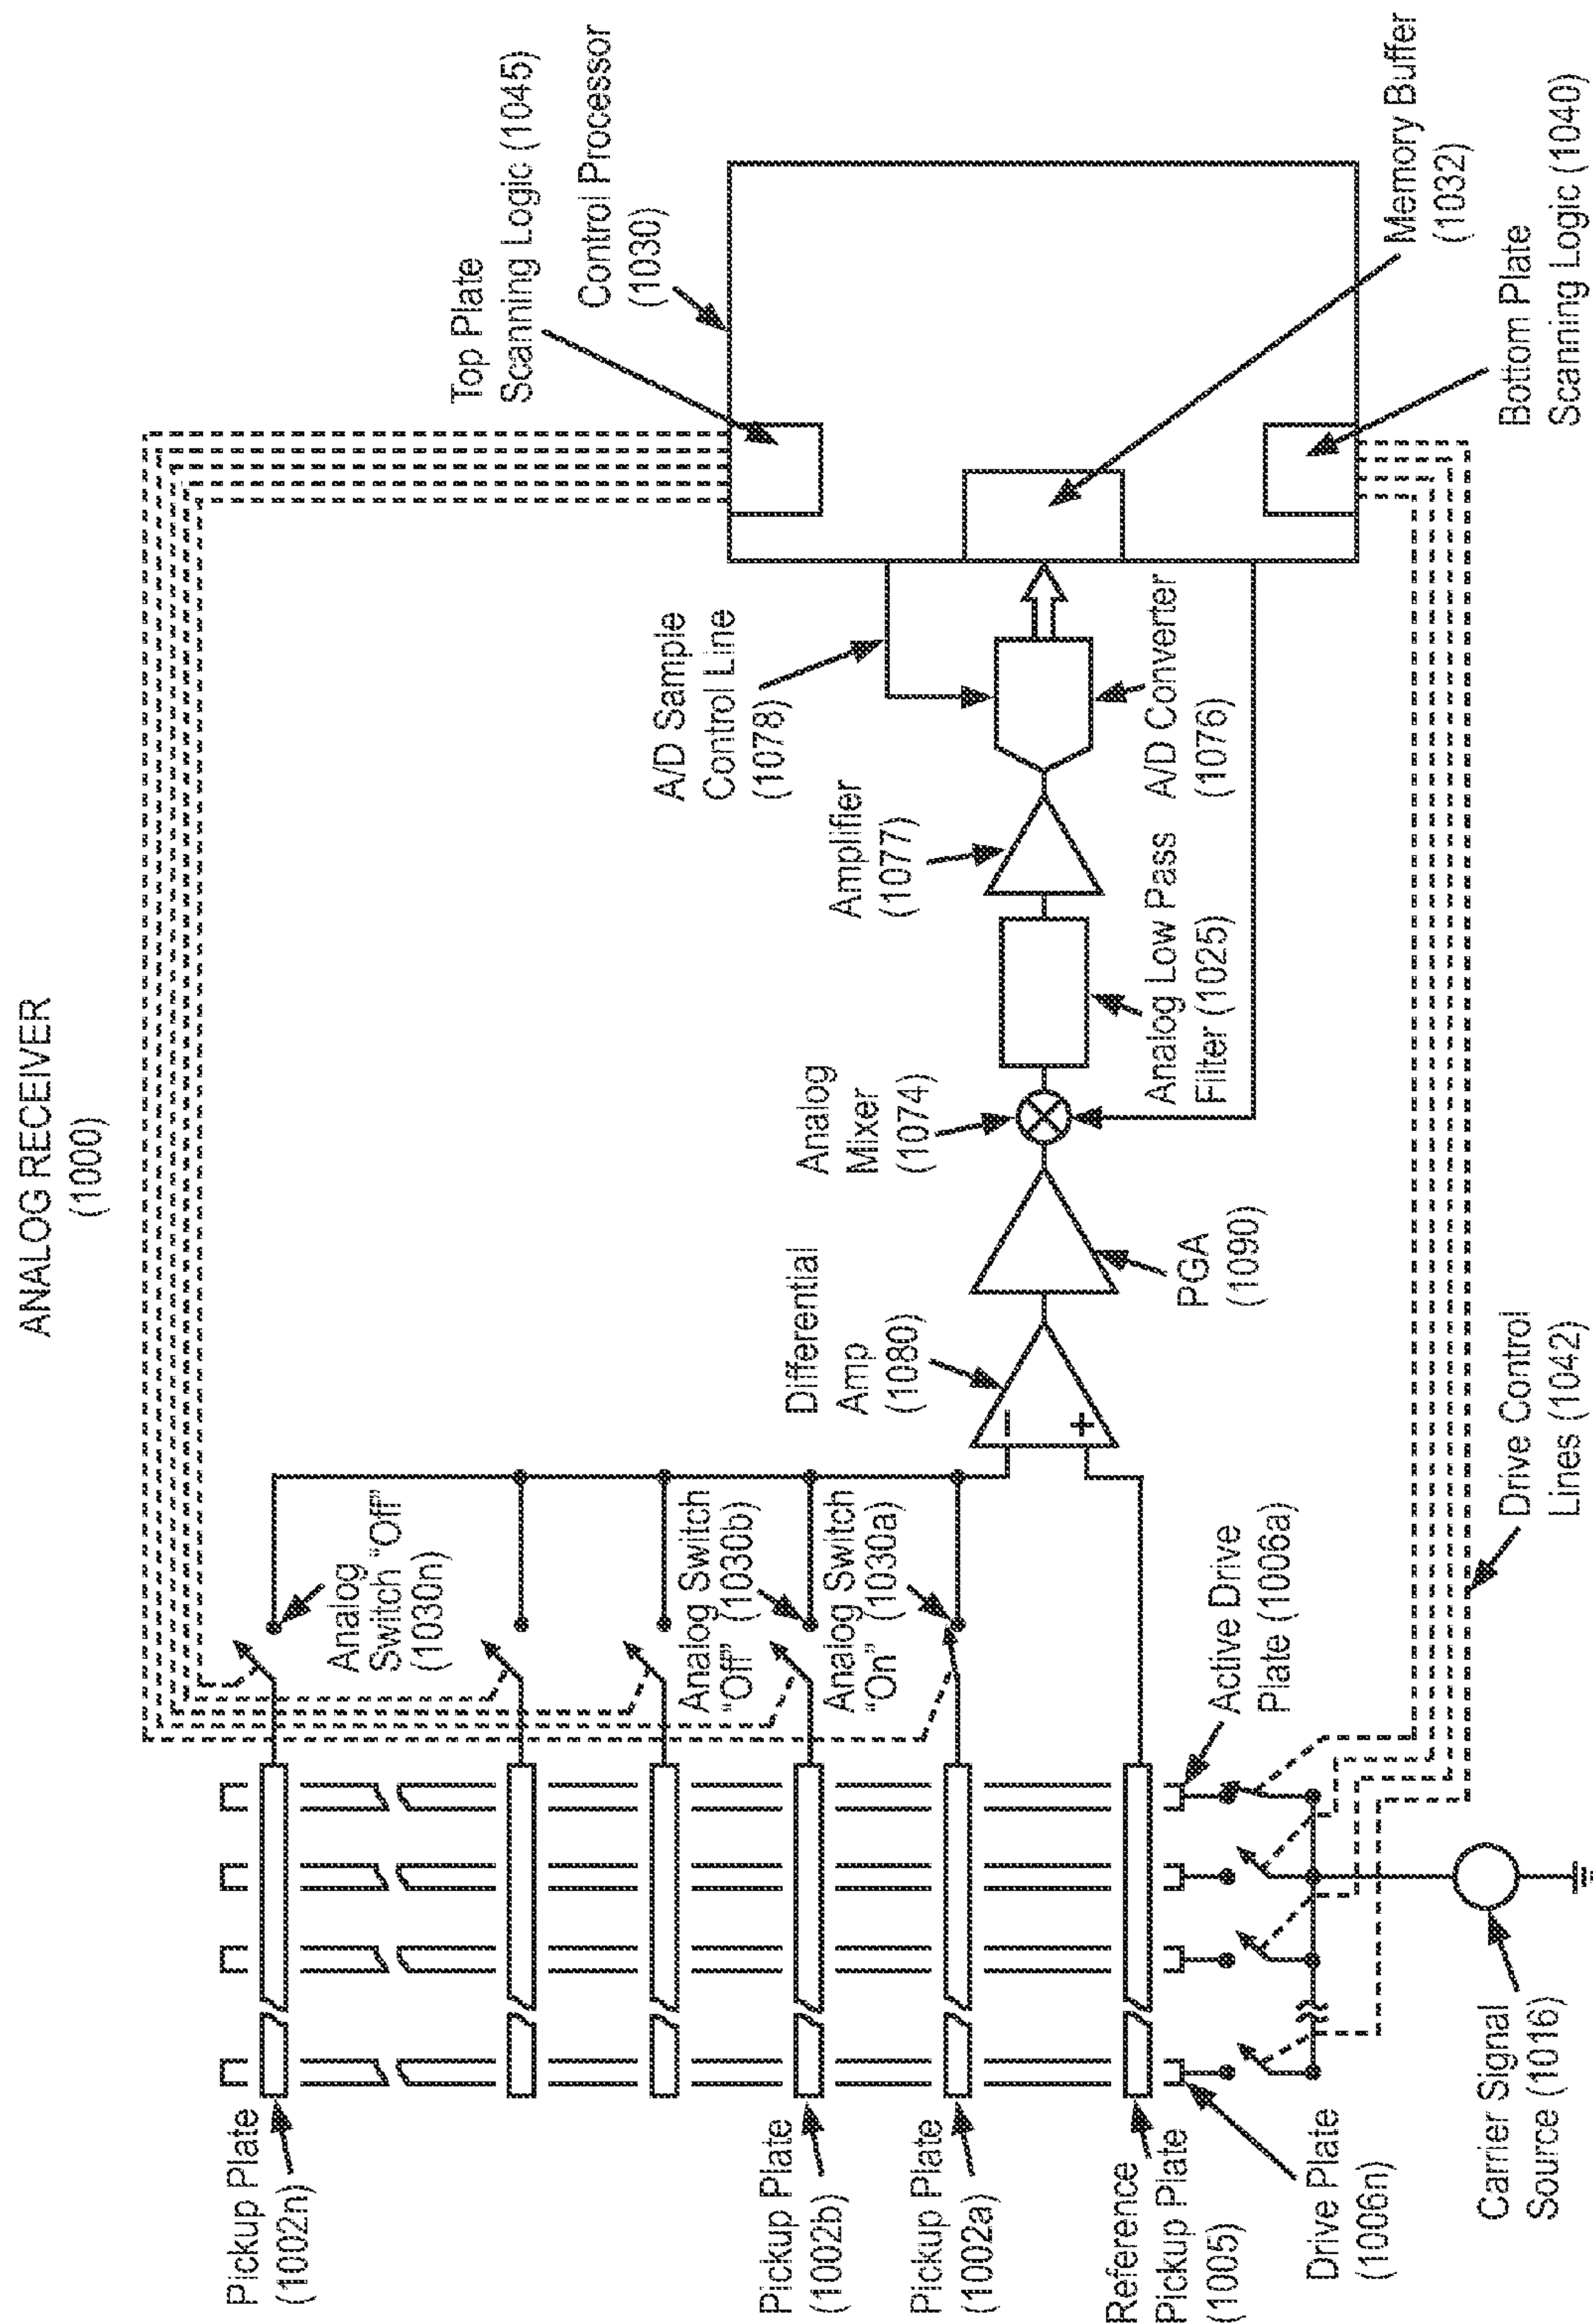 ANALOG RECEIVER
(1000)
Top Plate
Scanning Logic (1045)
Control Processor
(1030)
Memory Buffer
(1032)
Bottom Plate
Scanning Logic (1040)
A/D Sample
Control Line
(1078)
A/D Converter
(1076)
Amplifier
(1077)
Analog Low Pass
Filter (1025)
Analog
Mixer
(1074)
PGA
(1090)
Differential
Amp
(1080)
−
+
Analog
Switch “Off”
(1030n)
Analog Switch
“Off” (1030b)
Analog Switch
“On” (1030a)
Active Drive
Plate (1006a)
Drive Control
Lines (1042)
Pickup Plate
(1002n)
Pickup Plate
(1002b)
Pickup Plate
(1002a)
Reference
Pickup Plate
(1005)
Drive Plate
(1006n)
Carrier Signal
Source (1016)